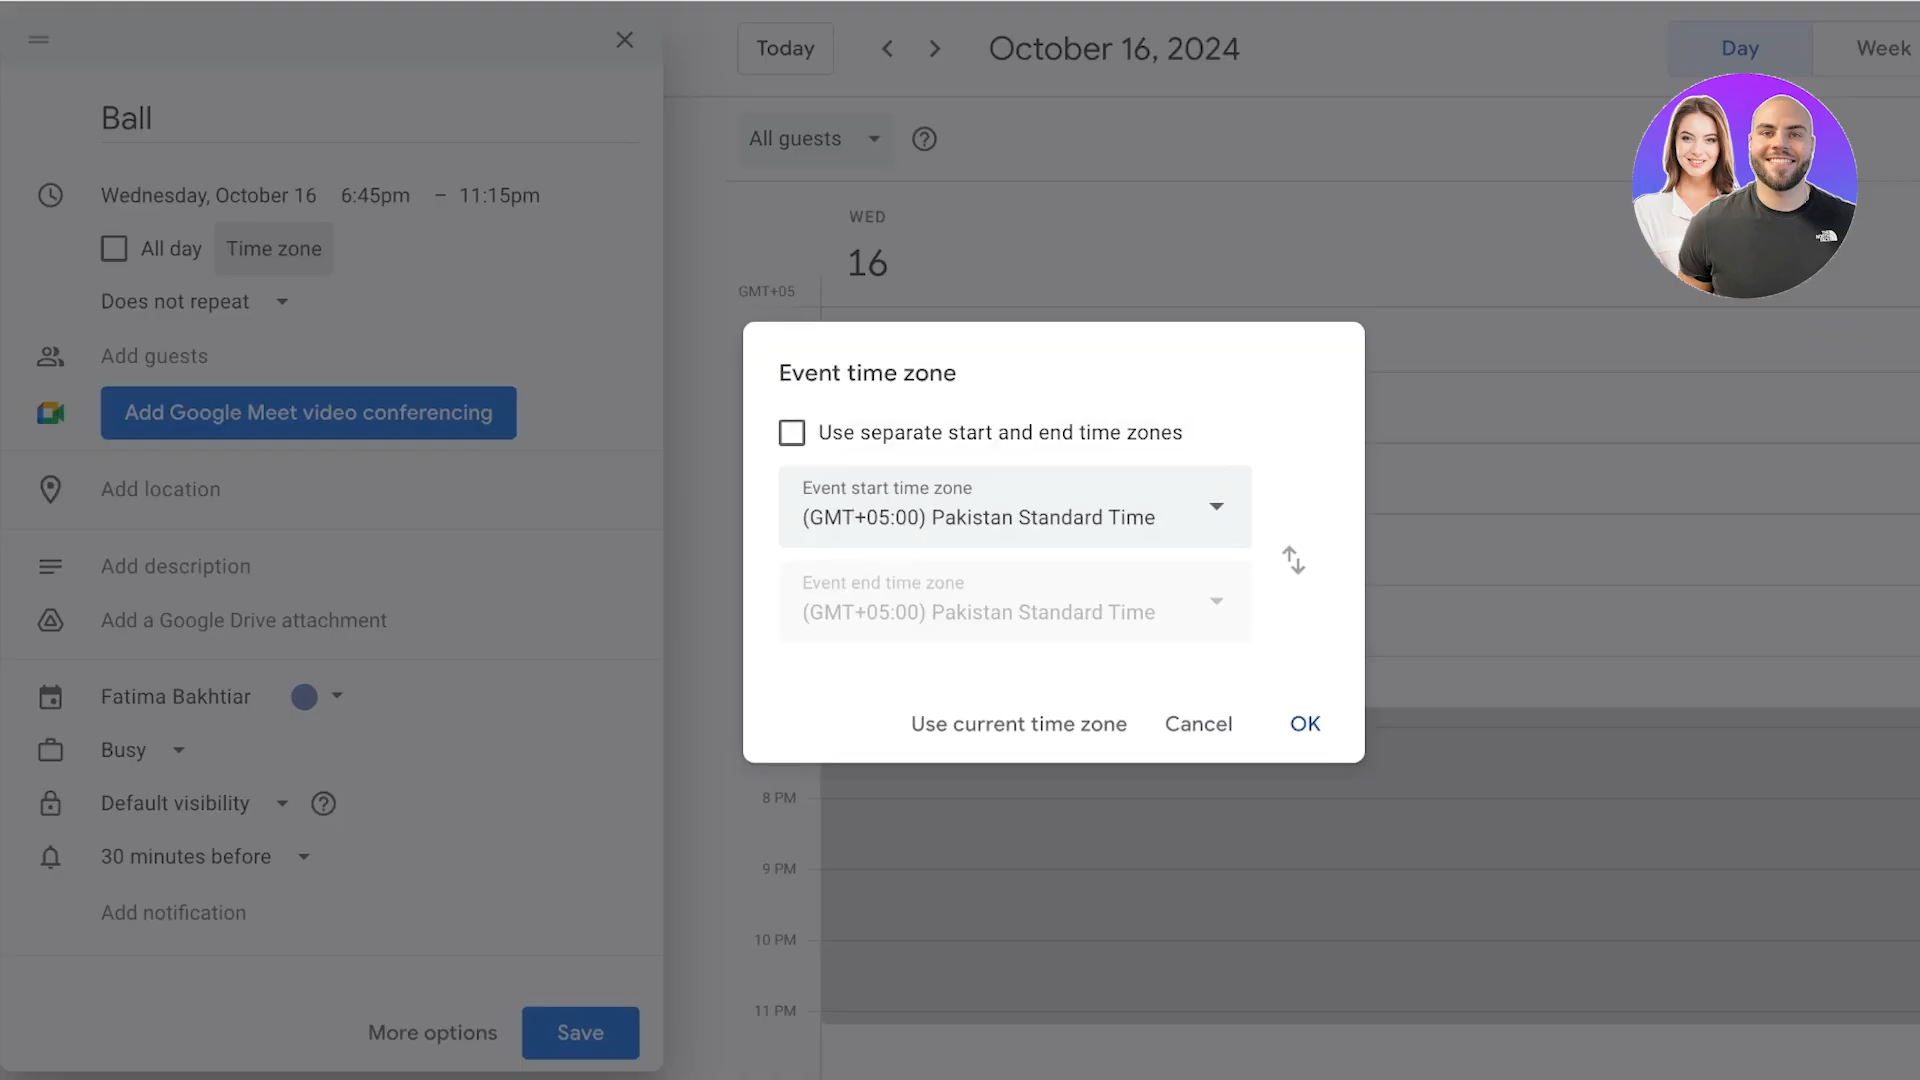 Today
October 16, 2024
Day
Week
Ball
All guests
Wednesday, October 16 6:45pm – 11:15pm
All day
Time zone
Does not repeat
WED
16
GMT+05
Add guests
Add Google Meet video conferencing
Add location
Add description
Add a Google Drive attachment
Fatima Bakhtiar
Busy
Default visibility
30 minutes before
Add notification
More options
Save
Event time zone
Use separate start and end time zones
Event start time zone
(GMT+05:00) Pakistan Standard Time
Event end time zone
(GMT+05:00) Pakistan Standard Time
Use current time zone
Cancel
OK
8 PM
9 PM
10 PM
11 PM